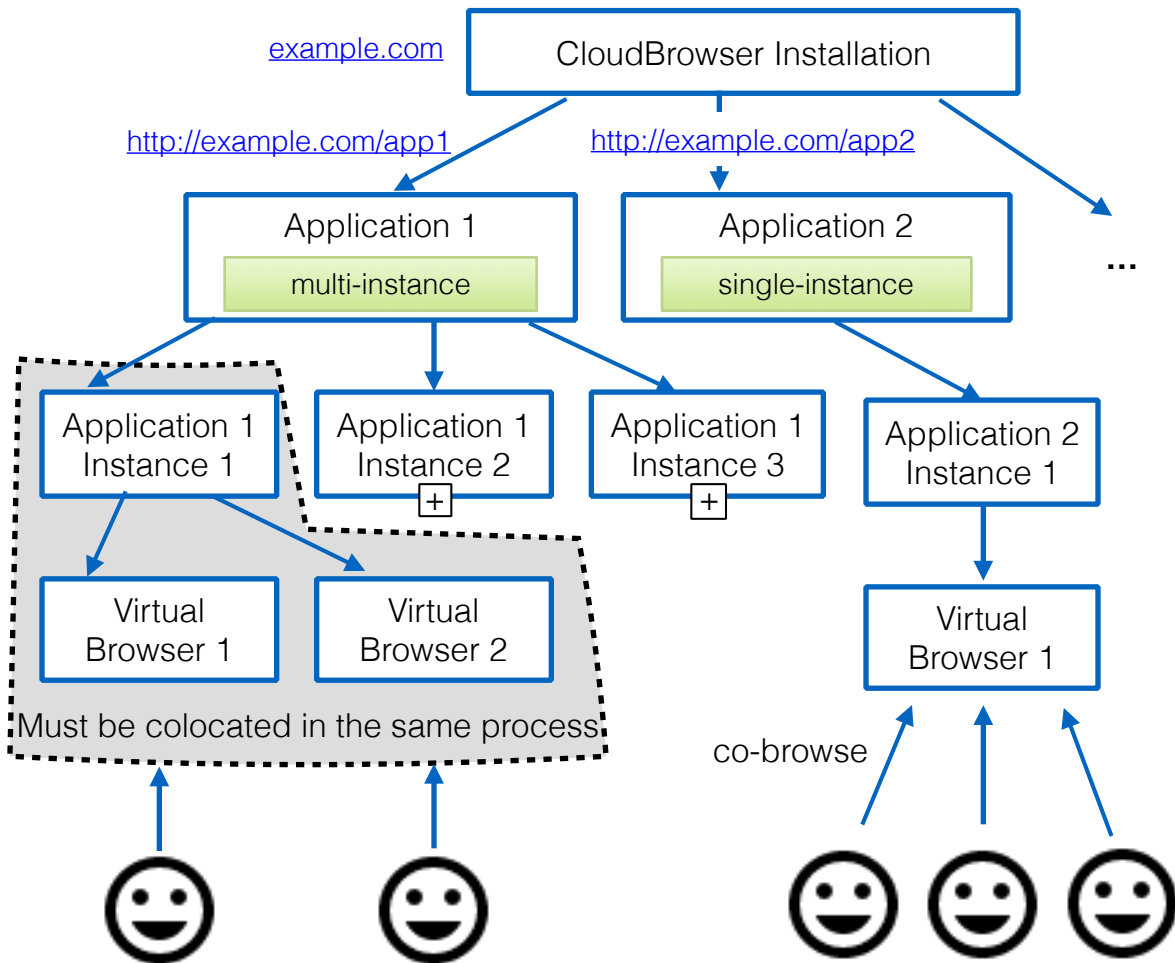 example.com
CloudBrowser Installation
http://example.com/app1
http://example.com/app2
Application 1
multi-instance
Application 2
single-instance
...
Application 1
Instance 1
Application 1
Instance 2
+
Application 1
Instance 3
+
Application 2
Instance 1
Virtual
Browser 1
Virtual
Browser 2
Virtual
Browser 1
Must be colocated in the same process
co-browse